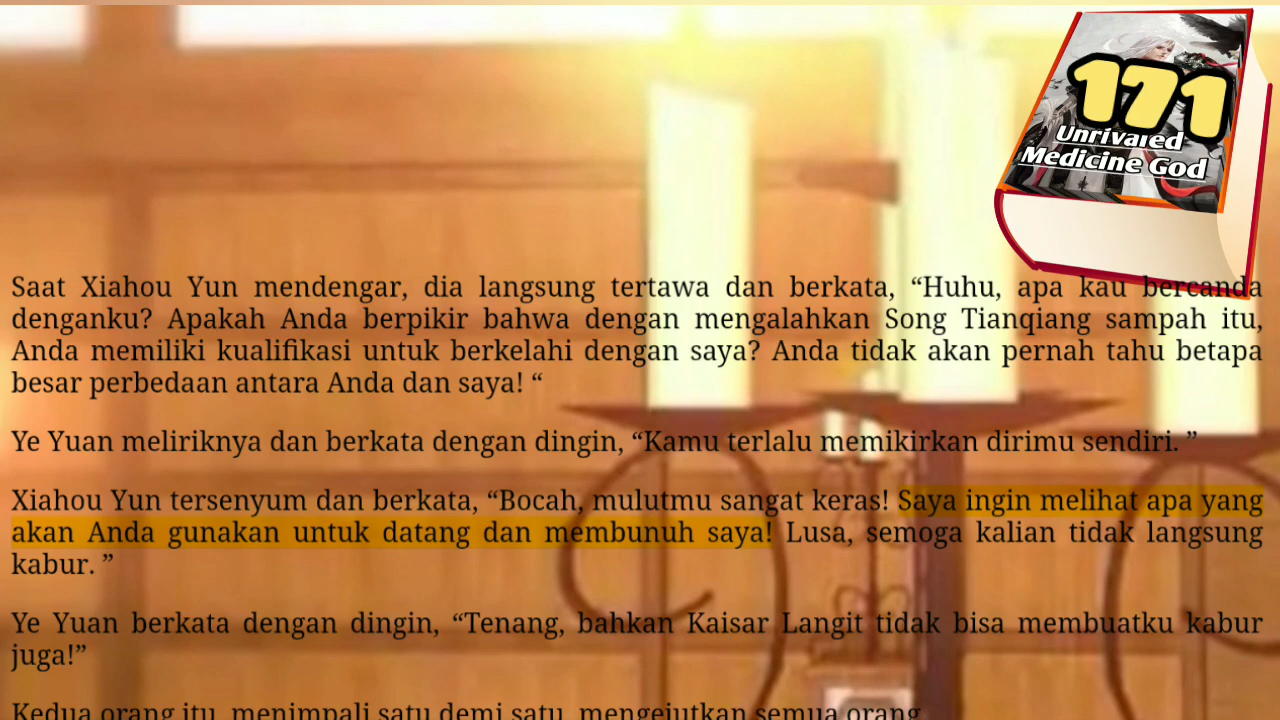 171
Unrivaled
Medicine God
Saat Xiahou Yun mendengar, dia langsung tertawa dan berkata, “Huhu, apa kau bercanda
denganku? Apakah Anda berpikir bahwa dengan mengalahkan Song Tianqiang sampah itu,
Anda memiliki kualifikasi untuk berkelahi dengan saya? Anda tidak akan pernah tahu betapa
besar perbedaan antara Anda dan saya! “
Ye Yuan meliriknya dan berkata dengan dingin, “Kamu terlalu memikirkan dirimu sendiri. ”
Xiahou Yun tersenyum dan berkata, “Bocah, mulutmu sangat keras! Saya ingin melihat apa yang
akan Anda gunakan untuk datang dan membunuh saya! Lusa, semoga kalian tidak langsung
kabur. ”
Ye Yuan berkata dengan dingin, “Tenang, bahkan Kaisar Langit tidak bisa membuatku kabur
juga!”
Kedua orang itu, menimpali satu demi satu, mengejutkan semua orang